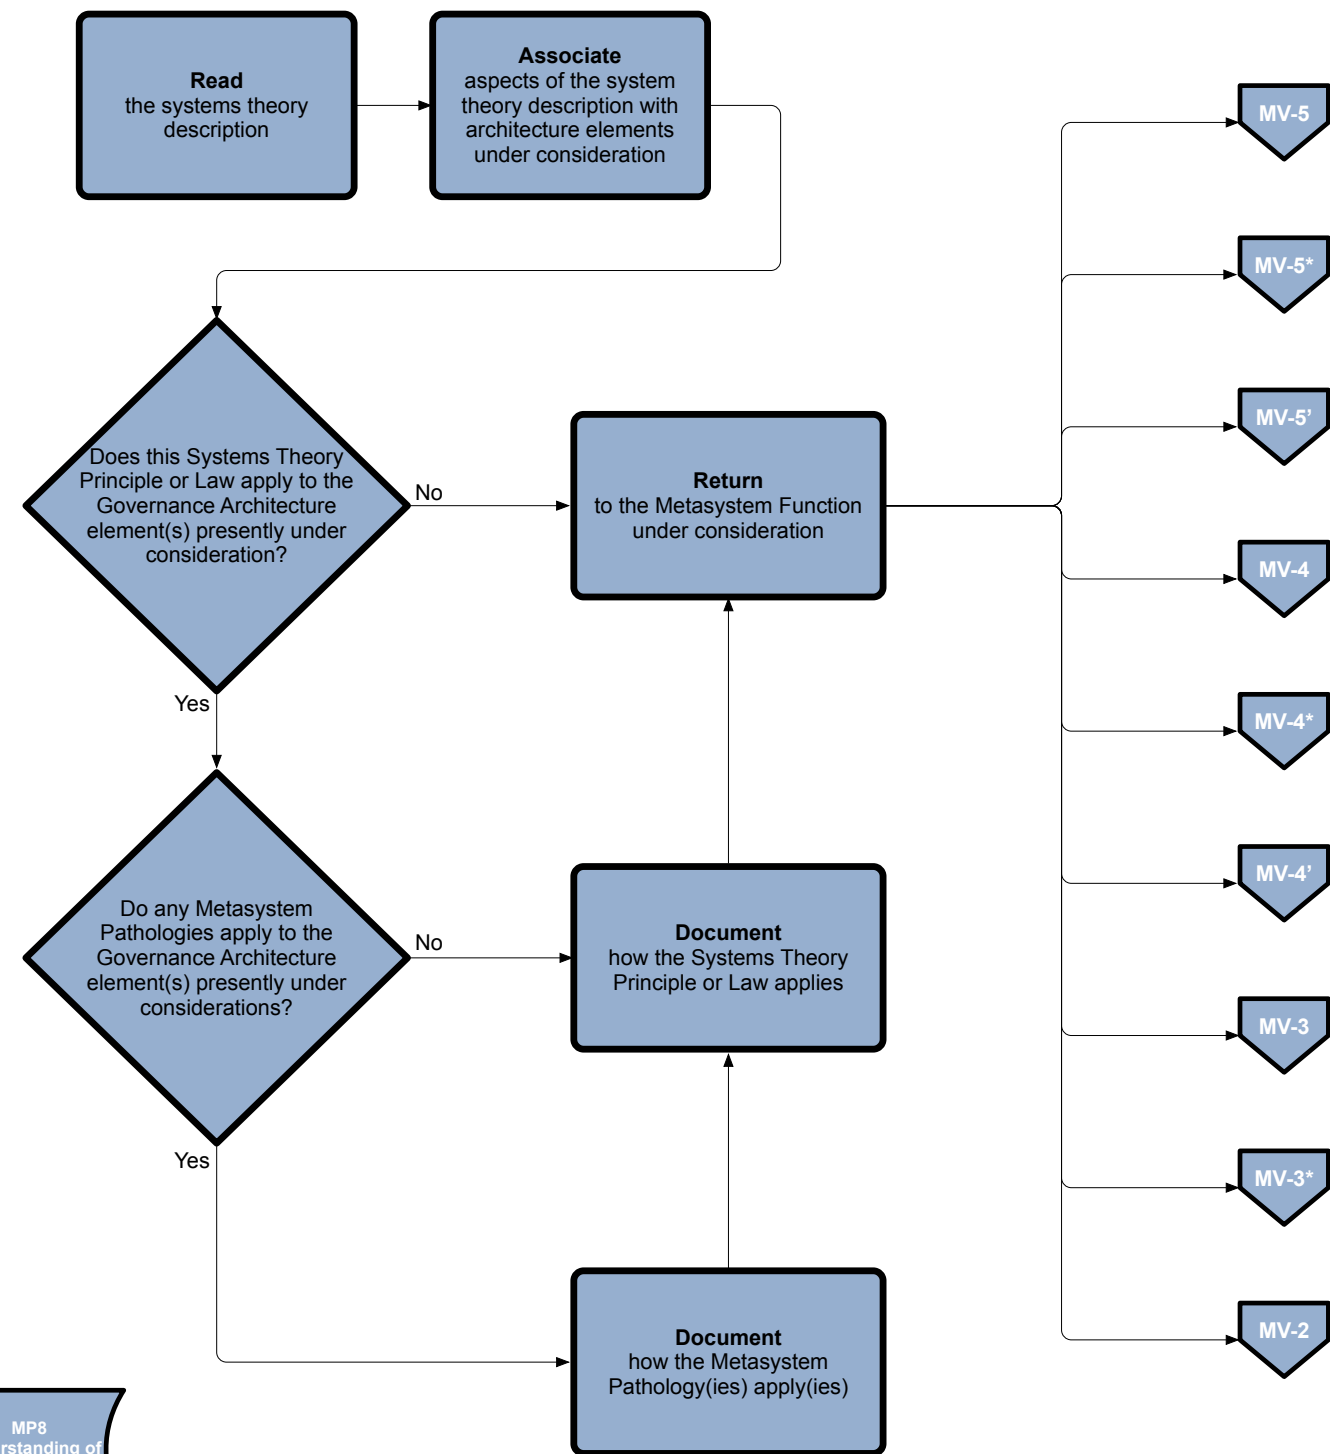 Read
the systems theory
description
Associate
aspects of the system
theory description with
architecture elements
under consideration
MV-5
MV-5*
MV-5’
Does this Systems Theory
Principle or Law apply to the
Governance Architecture
element(s) presently under
consideration?
No
Return
to the Metasystem Function
under consideration
MV-4
Yes
MV-4*
Do any Metasystem
Pathologies apply to the
Governance Architecture
element(s) presently under
considerations?
No
Document
how the Systems Theory
Principle or Law applies
MV-4’
MV-3
Yes
MV-3*
Document
how the Metasystem
Pathology(ies) apply(ies)
MV-2
MP8
of